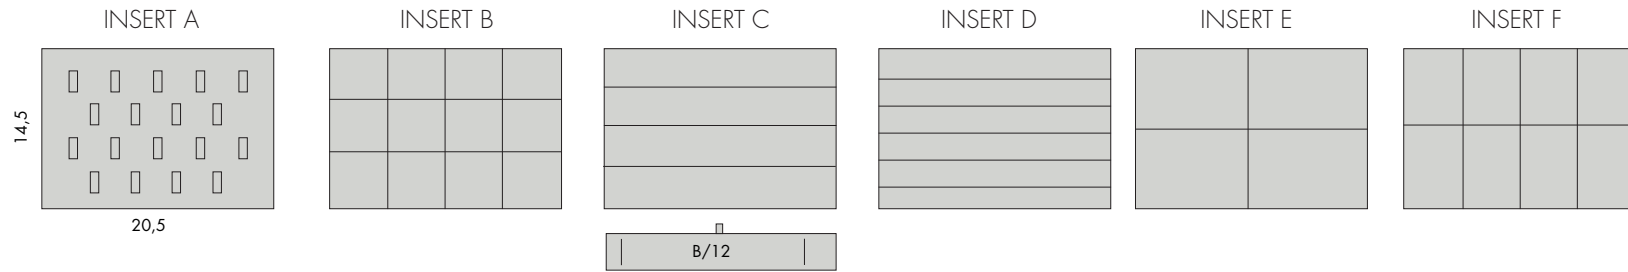 INSERT A
INSERT B
INSERT C
INSERT D
INSERT E
INSERT F
14,5
20,5
B/12